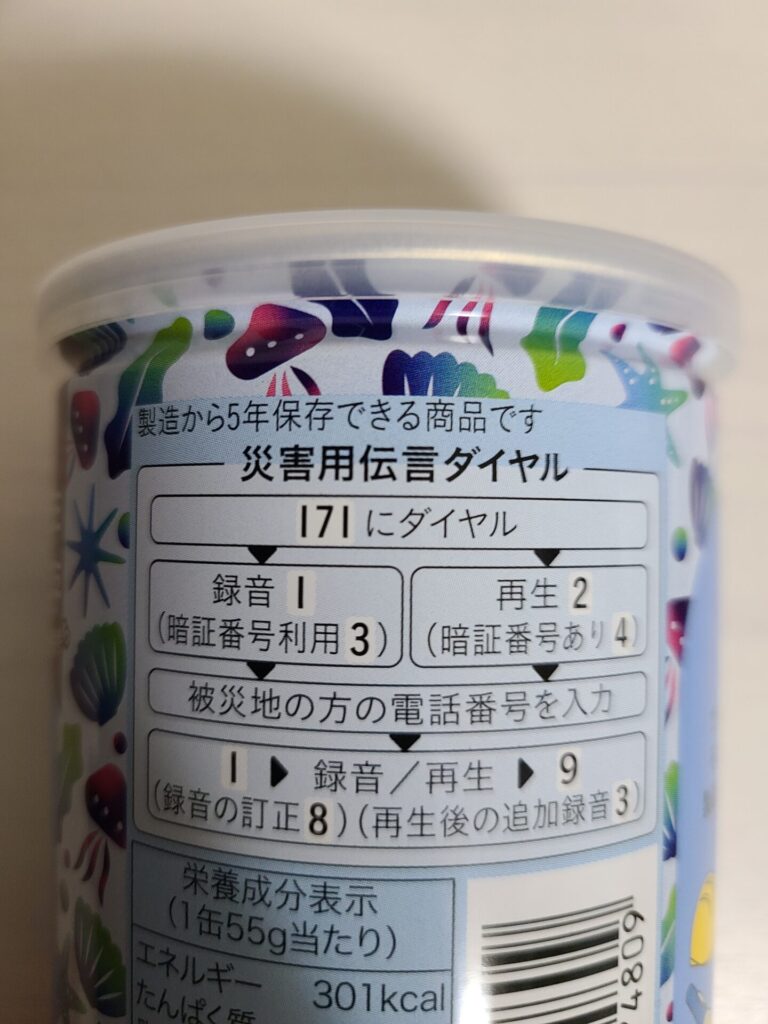 製造から5年保存できる商品です
災害用伝言ダイヤル
171にダイヤル
録音 1
(暗証番号利用3)
再生 2
(暗証番号あり4)
被災地の方の電話番号を入力
1 ▶ 録音／再生 ▶ 9
(録音の訂正8)(再生後の追加録音3)
栄養成分表示
(1缶55g当たり)
エネルギー 301kcal
たんぱく質
4809